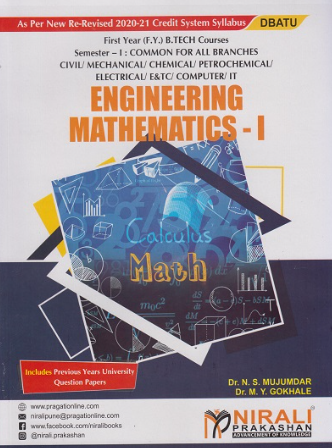 As Per New Re-Revised 2020-21 Credit System Syllabus DBATU
First Year (F.Y.) B.TECH Courses
Semester – I : COMMON FOR ALL BRANCHES
CIVIL/ MECHANICAL/ CHEMICAL/ PETROCHEMICAL/
ELECTRICAL/ E&TC/ COMPUTER/ IT
ENGINEERING
MATHEMATICS - I
Calculus
Math
Includes Previous Years University
Question Papers
Dr. N. S. MUJUMDAR
Dr. M. Y. GOKHALE
www.pragationline.com
niralipune@pragationline.com
www.facebook.com/niralibooks
@nirali.prakashan
NIRALI
PRAKASHAN
ADVANCEMENT OF KNOWLEDGE